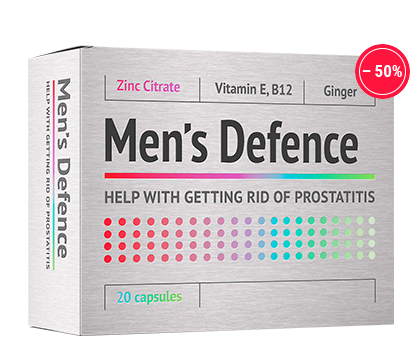 – 50%
Zinc Citrate
Vitamin E, B12
Ginger
Men's Defence
HELP WITH GETTING RID OF PROSTATITIS
20 capsules
Men's Defence
HELP WITH GETTING RID OF PROSTATITIS